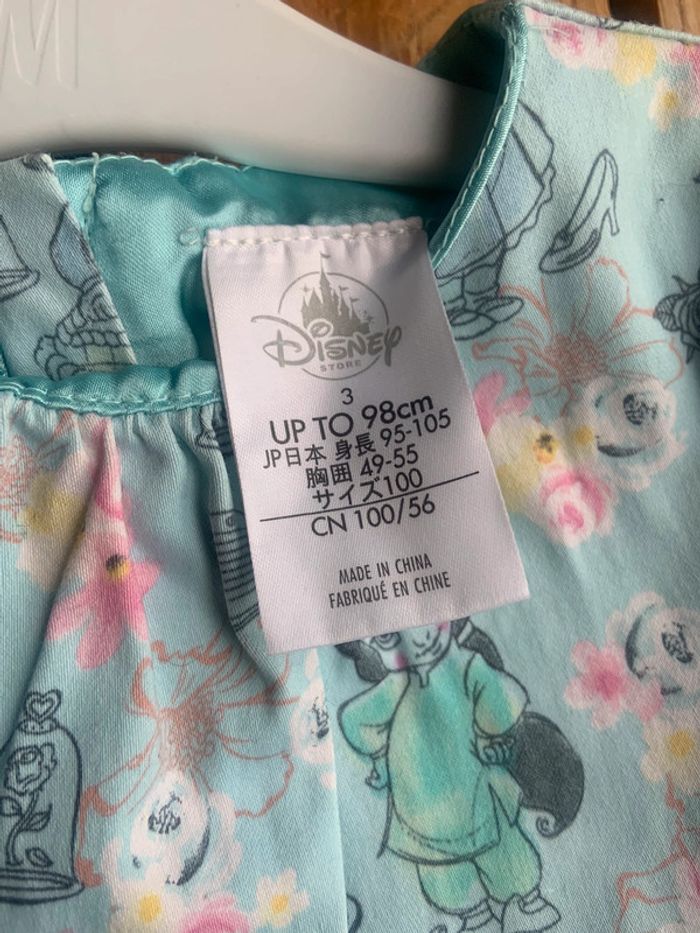 M
Disney
STORE
3
UP TO 98cm
JP日本 身長 95-105
胸囲 49-55
サイズ100
CN 100/56
MADE IN CHINA
FABRIQUÉ EN CHINE